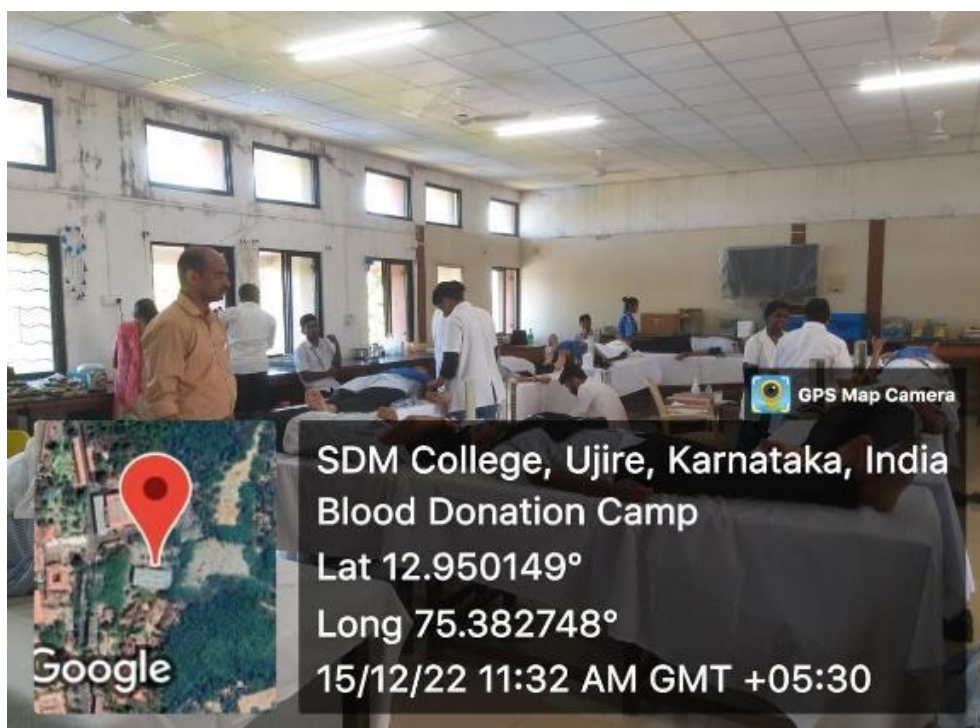 GPS Map Camera
SDM College, Ujire, Karnataka, India
Blood Donation Camp
Lat 12.950149°
Long 75.382748°
15/12/22 11:32 AM GMT +05:30
Google